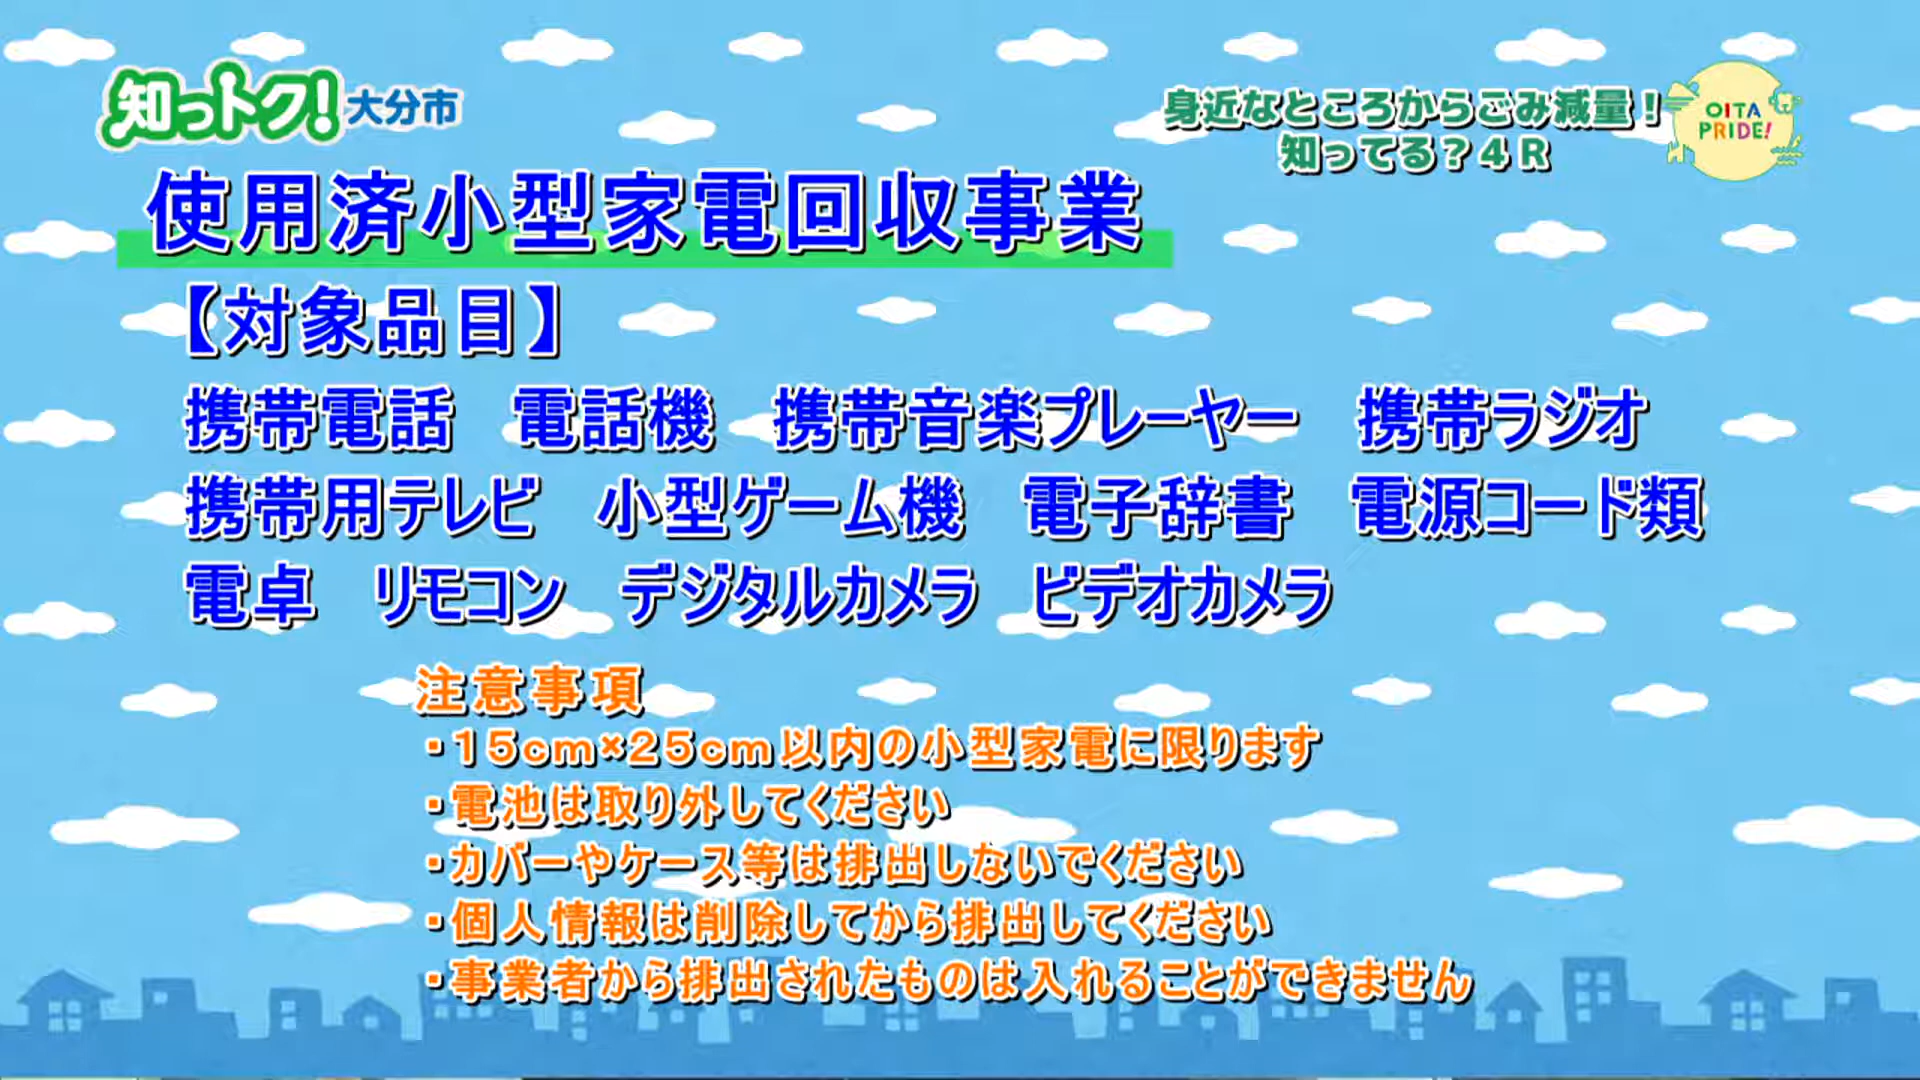 知っトク!大分市
身近なところからごみ減量!
知ってる?4R
OITA
PRIDE!
使用済小型家電回収事業
【対象品目】
携帯電話　電話機　携帯音楽プレーヤー　携帯ラジオ
携帯用テレビ　小型ゲーム機　電子辞書　電源コード類
電卓　リモコン　デジタルカメラ　ビデオカメラ
注意事項
・15cm×25cm以内の小型家電に限ります
・電池は取り外してください
・カバーやケース等は排出しないでください
・個人情報は削除してから排出してください
・事業者から排出されたものは入れることができません